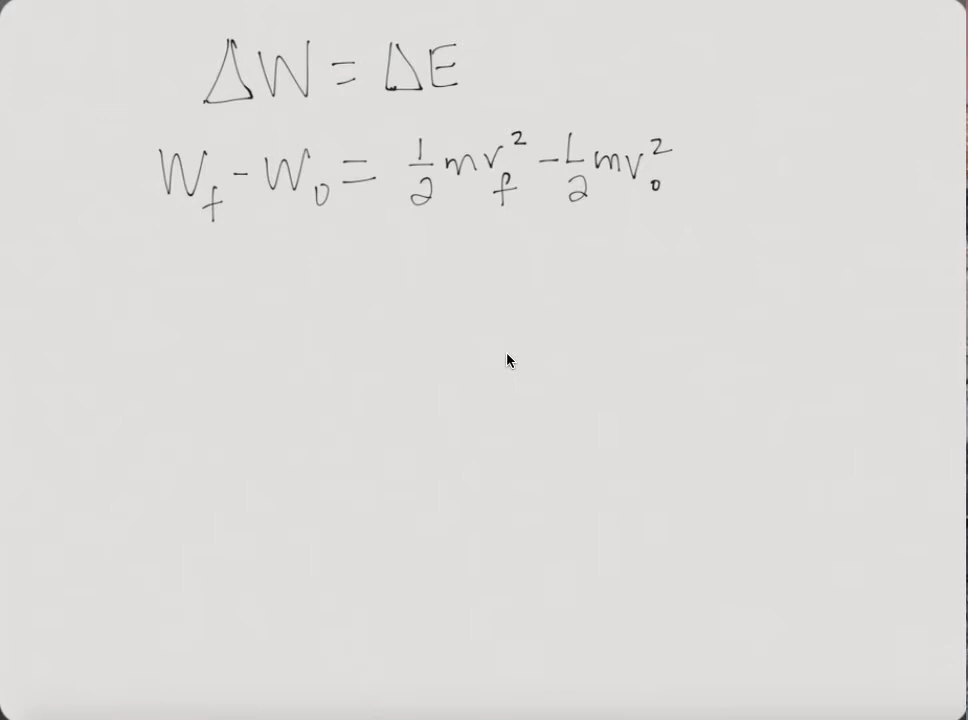 ΔW = ΔE
W_f - W_0 = 1/2 mv_f^2 - 1/2 mv_0^2